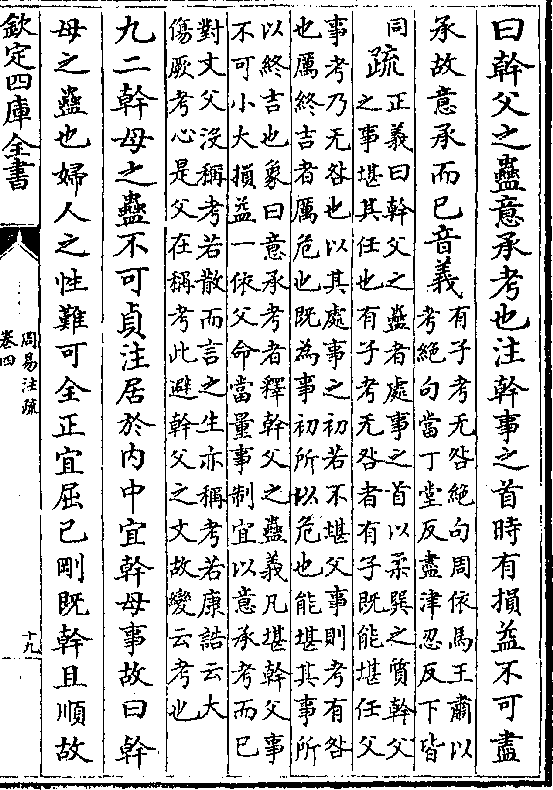 曰幹父之蠱意承考也注幹事之首時有損益不可盡
承故意承而已音義
有子考无咎絶句周依馬王肅以
考絶句當丁堂反盡津忍反下皆
同
疏
正義曰幹父之蠱者處事之首以柔巽之質幹父
之事堪其任也有子考无咎者有子既能堪任父
事考乃无咎也以其處事之初若不堪父事則考有咎
也厲終吉者厲危也既為事初所以危也能堪其事所
以終吉也象曰意承考者釋幹父之蠱義凡堪幹父事
不可小大損益一依父命當量事制宜以意承考而已
對文父沒稱考若散而言之生亦稱考若康誥云大
傷厥考心是父在稱考此避幹父之文故變云考也
九二幹母之蠱不可貞注居於内中宜幹母事故曰幹
母之蠱也婦人之性難可全正宜屈己剛既幹且順故
欽定四庫全書
周易注疏
卷四
十九